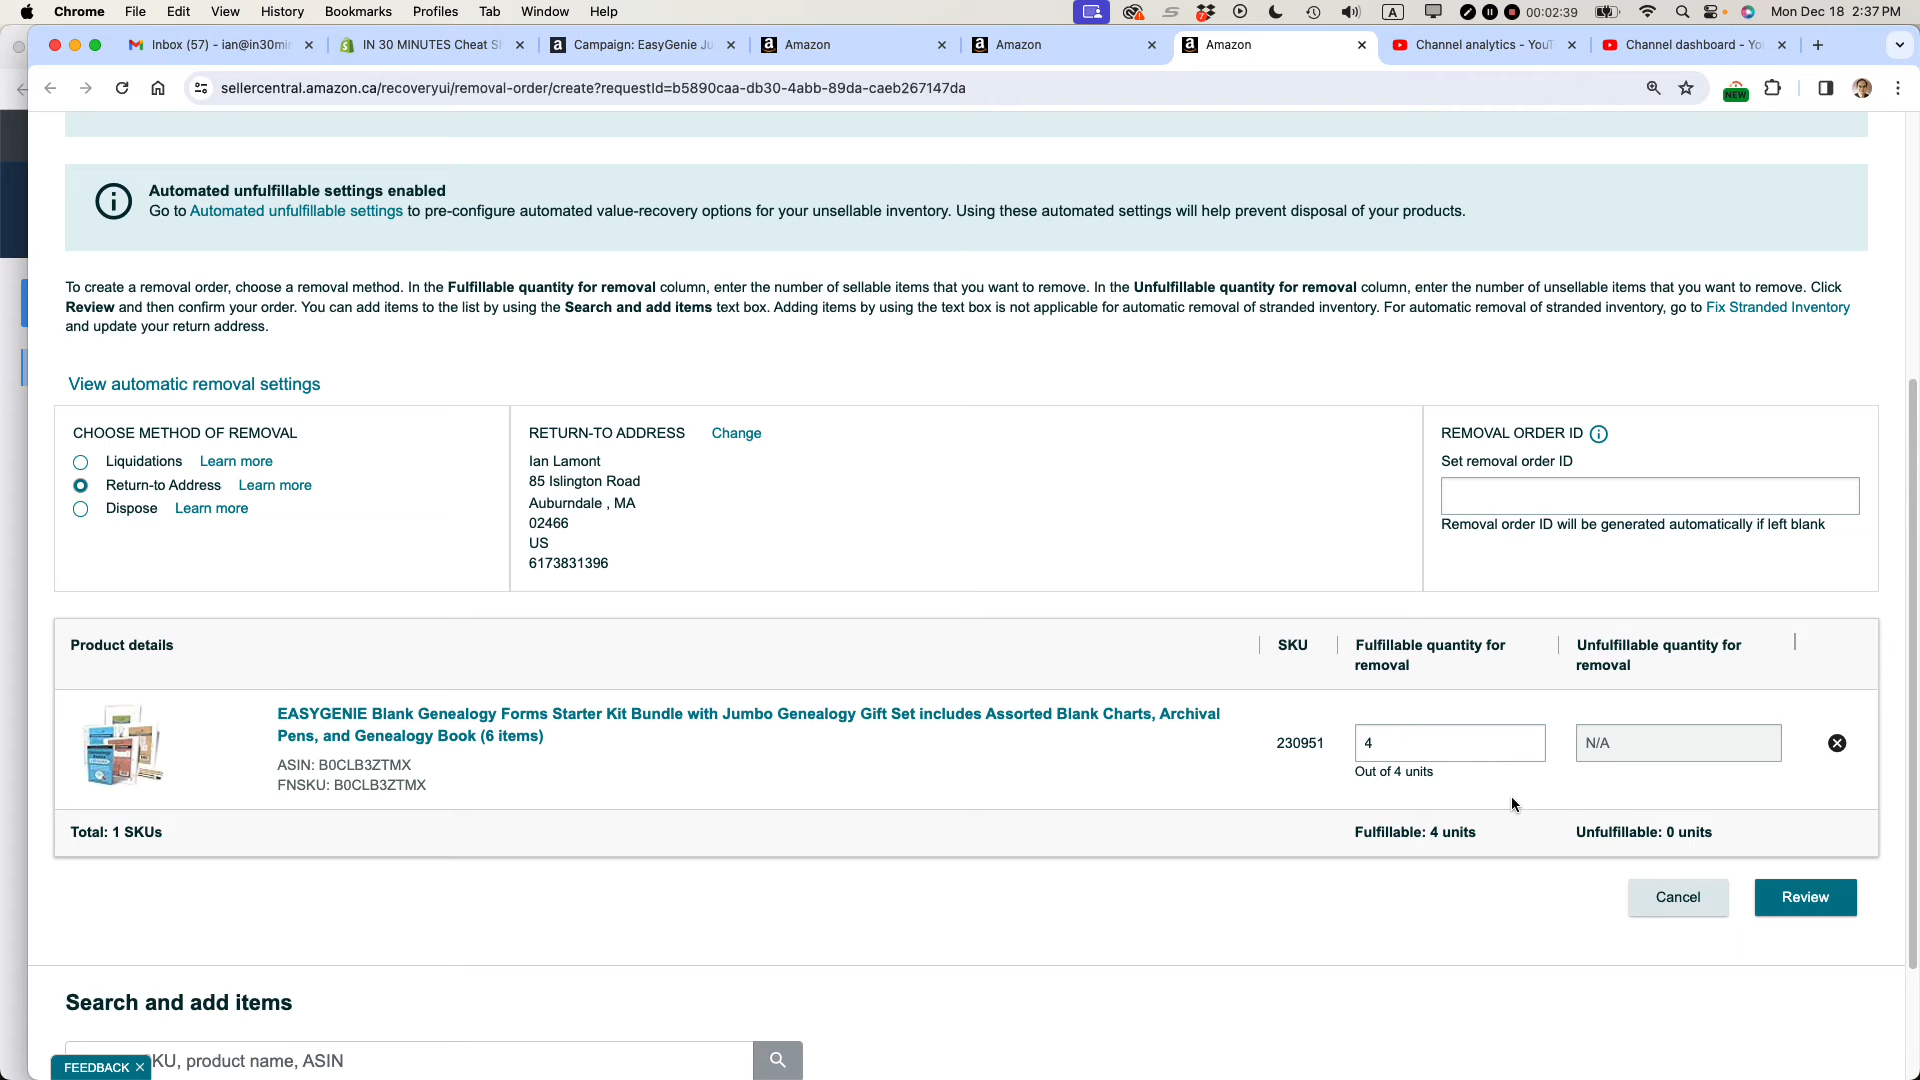 Chrome File Edit View History Bookmarks Profiles Tab Window Help A 00:02:39 Mon Dec 18 2:37 PM
Inbox (57) - ian@in30mi IN 30 MINUTES Cheat S Campaign: EasyGenie Ju Amazon Amazon Amazon Channel analytics - YouT Channel dashboard - Yo
sellercentral.amazon.ca/recoveryui/removal-order/create?requestId=b5890caa-db30-4abb-89da-caeb267147da
NEW
Automated unfulfillable settings enabled
Go to Automated unfulfillable settings to pre-configure automated value-recovery options for your unsellable inventory. Using these automated settings will help prevent disposal of your products.
To create a removal order, choose a removal method. In the Fulfillable quantity for removal column, enter the number of sellable items that you want to remove. In the Unfulfillable quantity for removal column, enter the number of unsellable items that you want to remove. Click
Review and then confirm your order. You can add items to the list by using the Search and add items text box. Adding items by using the text box is not applicable for automatic removal of stranded inventory. For automatic removal of stranded inventory, go to Fix Stranded Inventory
and update your return address.
View automatic removal settings
CHOOSE METHOD OF REMOVAL
Liquidations Learn more
Return-to Address Learn more
Dispose Learn more
RETURN-TO ADDRESS Change
Ian Lamont
85 Islington Road
Auburndale , MA
02466
US
6173831396
REMOVAL ORDER ID
Set removal order ID
Removal order ID will be generated automatically if left blank
Product details SKU Fulfillable quantity for removal Unfulfillable quantity for removal
EASYGENIE Blank Genealogy Forms Starter Kit Bundle with Jumbo Genealogy Gift Set includes Assorted Blank Charts, Archival
Pens, and Genealogy Book (6 items)
ASIN: B0CLB3ZTMX
FNSKU: B0CLB3ZTMX
230951
4
Out of 4 units
N/A
Total: 1 SKUs Fulfillable: 4 units Unfulfillable: 0 units
Cancel Review
Search and add items
KU, product name, ASIN
FEEDBACK